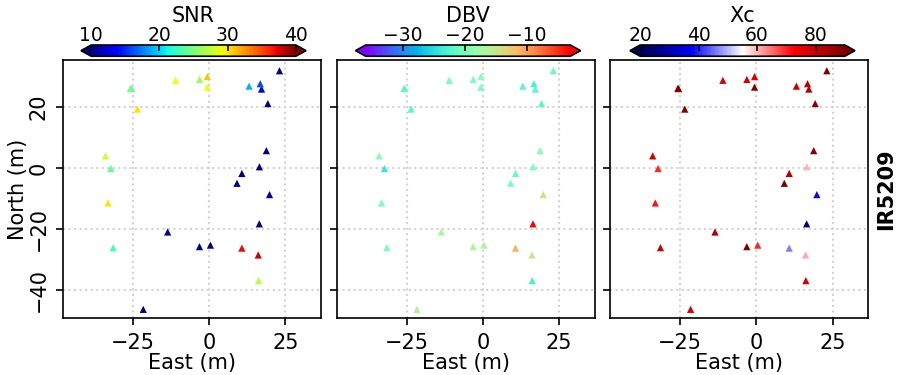 SNR DBV Xc
10 20 30 40 −30 −20 −10 20 40 60 80
20
0
−20
−40
North (m)
IR5209
−25 0 25 −25 0 25 −25 0 25
East (m) East (m) East (m)